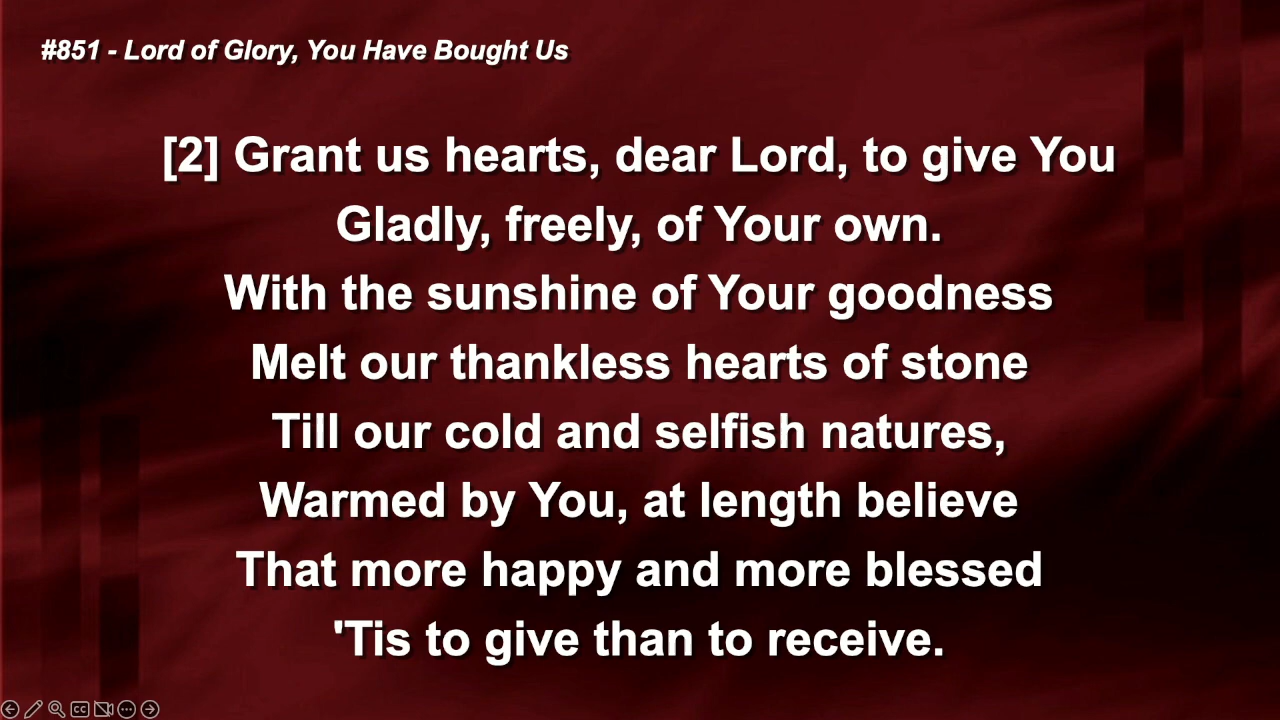 #851 - Lord of Glory, You Have Bought Us
[2] Grant us hearts, dear Lord, to give You
Gladly, freely, of Your own.
With the sunshine of Your goodness
Melt our thankless hearts of stone
Till our cold and selfish natures,
Warmed by You, at length believe
That more happy and more blessed
'Tis to give than to receive.
CC